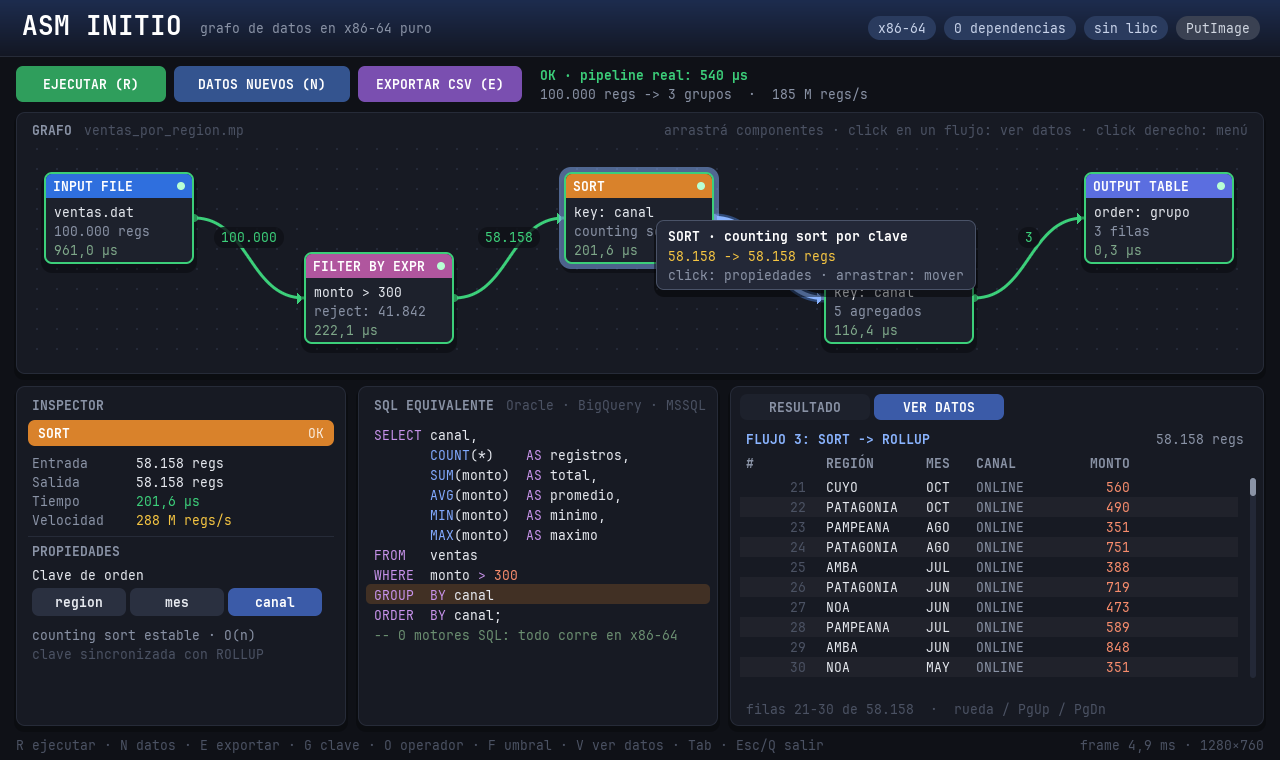 ASM INITIO grafo de datos en x86-64 puro x86-64 0 dependencias sin libc PutImage
EJECUTAR (R) DATOS NUEVOS (N) EXPORTAR CSV (E)
OK · pipeline real: 540 µs
100.000 regs -> 3 grupos · 185 M regs/s
GRAFO ventas_por_region.mp arrastrá componentes · click en un flujo: ver datos · click derecho: menú
INPUT FILE
ventas.dat
100.000 regs
961,0 µs
100.000
FILTER BY EXPR
monto > 300
reject: 41.842
222,1 µs
58.158
SORT
key: canal
counting
201,6 µs
SORT · counting sort por clave
58.158 -> 58.158 regs
click: propiedades · arrastrar: mover
key: canal
5 agregados
116,4 µs
3
OUTPUT TABLE
order: grupo
3 filas
0,3 µs
INSPECTOR
SORT OK
Entrada 58.158 regs
Salida 58.158 regs
Tiempo 201,6 µs
Velocidad 288 M regs/s
PROPIEDADES
Clave de orden
region mes canal
counting sort estable · O(n)
clave sincronizada con ROLLUP
SQL EQUIVALENTE Oracle · BigQuery · MSSQL
SELECT canal,
COUNT(*) AS registros,
SUM(monto) AS total,
AVG(monto) AS promedio,
MIN(monto) AS minimo,
MAX(monto) AS maximo
FROM ventas
WHERE monto > 300
GROUP BY canal
ORDER BY canal;
-- 0 motores SQL: todo corre en x86-64
RESULTADO VER DATOS
FLUJO 3: SORT -> ROLLUP 58.158 regs
# REGIÓN MES CANAL MONTO
21 CUYO OCT ONLINE 560
22 PATAGONIA OCT ONLINE 490
23 PAMPEANA AGO ONLINE 351
24 PATAGONIA AGO ONLINE 751
25 AMBA JUL ONLINE 388
26 PATAGONIA JUN ONLINE 719
27 NOA JUN ONLINE 473
28 PAMPEANA JUL ONLINE 589
29 AMBA JUN ONLINE 848
30 NOA MAY ONLINE 351
filas 21-30 de 58.158 · rueda / PgUp / PgDn
R ejecutar · N datos · E exportar · G clave · O operador · F umbral · V ver datos · Tab · Esc/Q salir frame 4,9 ms · 1280×760